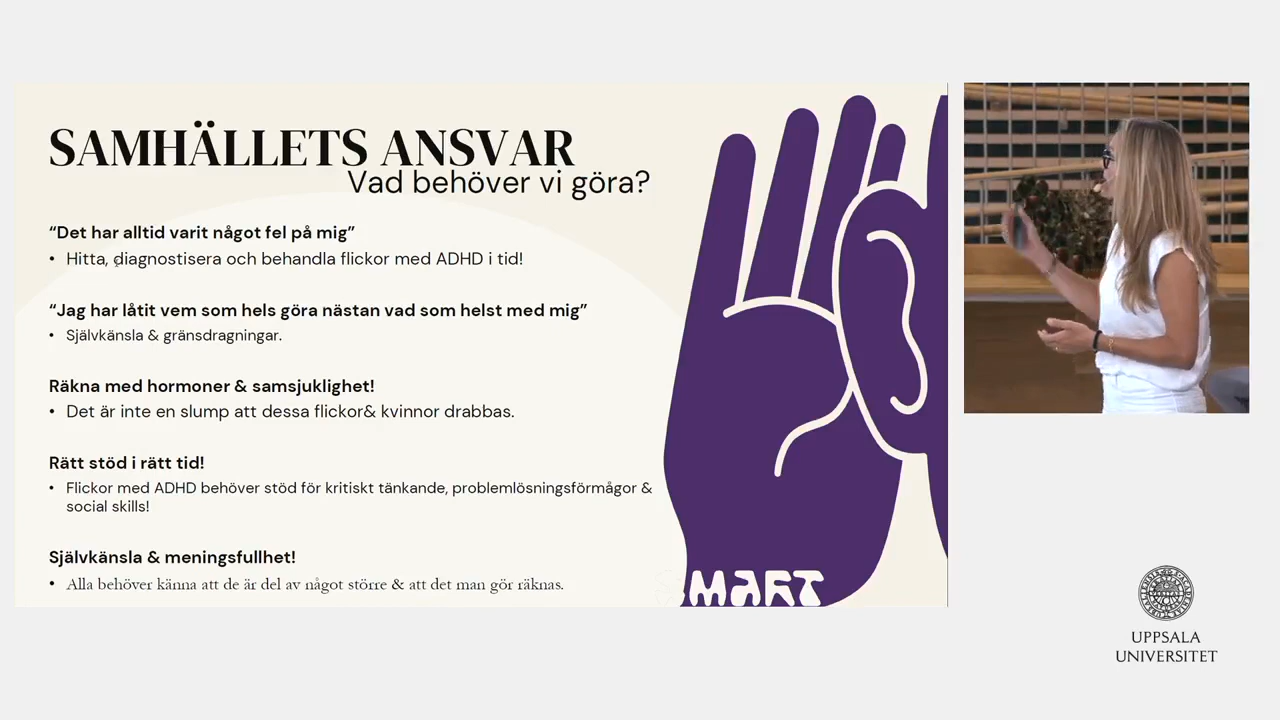 SAMHÄLLETS ANSVAR
Vad behöver vi göra?
“Det har alltid varit något fel på mig”
• Hitta, diagnostisera och behandla flickor med ADHD i tid!
“Jag har låtit vem som hels göra nästan vad som helst med mig”
• Självkänsla & gränsdragningar.
Räkna med hormoner & samsjuklighet!
• Det är inte en slump att dessa flickor& kvinnor drabbas.
Rätt stöd i rätt tid!
• Flickor med ADHD behöver stöd för kritiskt tänkande, problemlösningsförmågor &
social skills!
Självkänsla & meningsfullhet!
• Alla behöver känna att de är del av något större & att det man gör räknas.
SMART
UPPSALA
UNIVERSITET